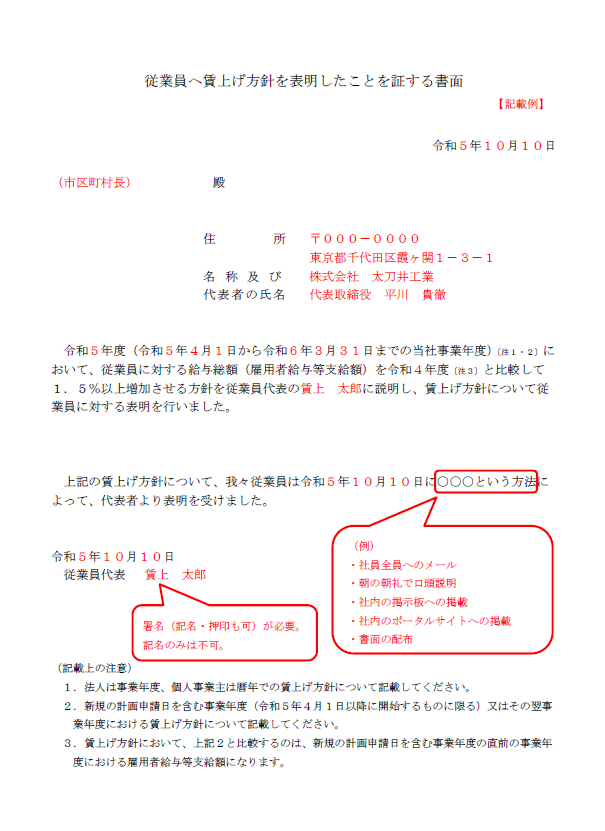 従業員へ賃上げ方針を表明したことを証する書面
【記載例】
令和５年１０月１０日
（市区町村長）　　　　　　殿
住　　　　所　〒０００－００００
東京都千代田区霞ヶ関１－３－１
名 称 及 び　株式会社　太刀井工業
代表者の氏名　代表取締役　平川　貴徹
令和５年度（令和５年４月１日から令和６年３月３１日までの当社事業年度）〔注１・２〕に
おいて、従業員に対する給与総額（雇用者給与等支給額）を令和４年度〔注３〕と比較して
１．５％以上増加させる方針を従業員代表の賃上　太郎に説明し、賃上げ方針について従
業員に対する表明を行いました。
上記の賃上げ方針について、我々従業員は令和５年１０月１０日に〇〇〇という方法に
よって、代表者より表明を受けました。
（例）
・社員全員へのメール
・朝の朝礼で口頭説明
・社内の掲示板への掲載
・社内のポータルサイトへの掲載
・書面の配布
令和５年１０月１０日
従業員代表　賃上　太郎
署名（記名・押印も可）が必要。
記名のみは不可。
（記載上の注意）
１．法人は事業年度、個人事業主は暦年での賃上げ方針について記載してください。
２．新規の計画申請日を含む事業年度（令和５年４月１日以降に開始するものに限る）又はその翌事
業年度における賃上げ方針について記載してください。
３．賃上げ方針において、上記２と比較するのは、新規の計画申請日を含む事業年度の直前の事業年
度における雇用者給与等支給額になります。